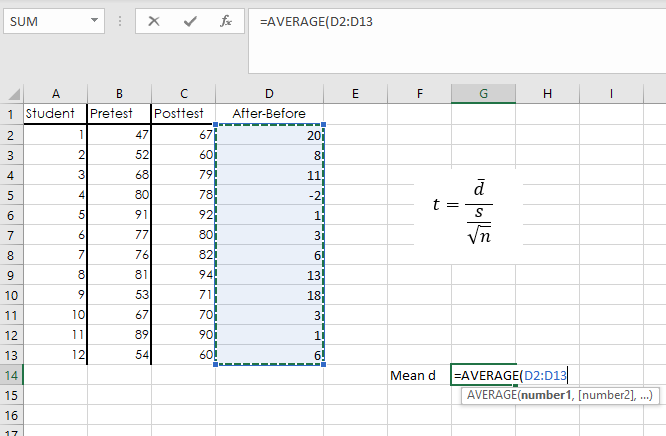 SUM fx =AVERAGE(D2:D13
A B C D E F G H I
1 Student Pretest Posttest After-Before
2 1 47 67 20
3 2 52 60 8
4 3 68 79 11
5 4 80 78 -2
6 5 91 92 1
7 6 77 80 3
8 7 76 82 6
9 8 81 94 13
10 9 53 71 18
11 10 67 70 3
12 11 89 90 1
13 12 54 60 6
t = d̄ / (s / √n)
14 Mean d =AVERAGE(D2:D13
15 AVERAGE(number1, [number2], ...)
16
17